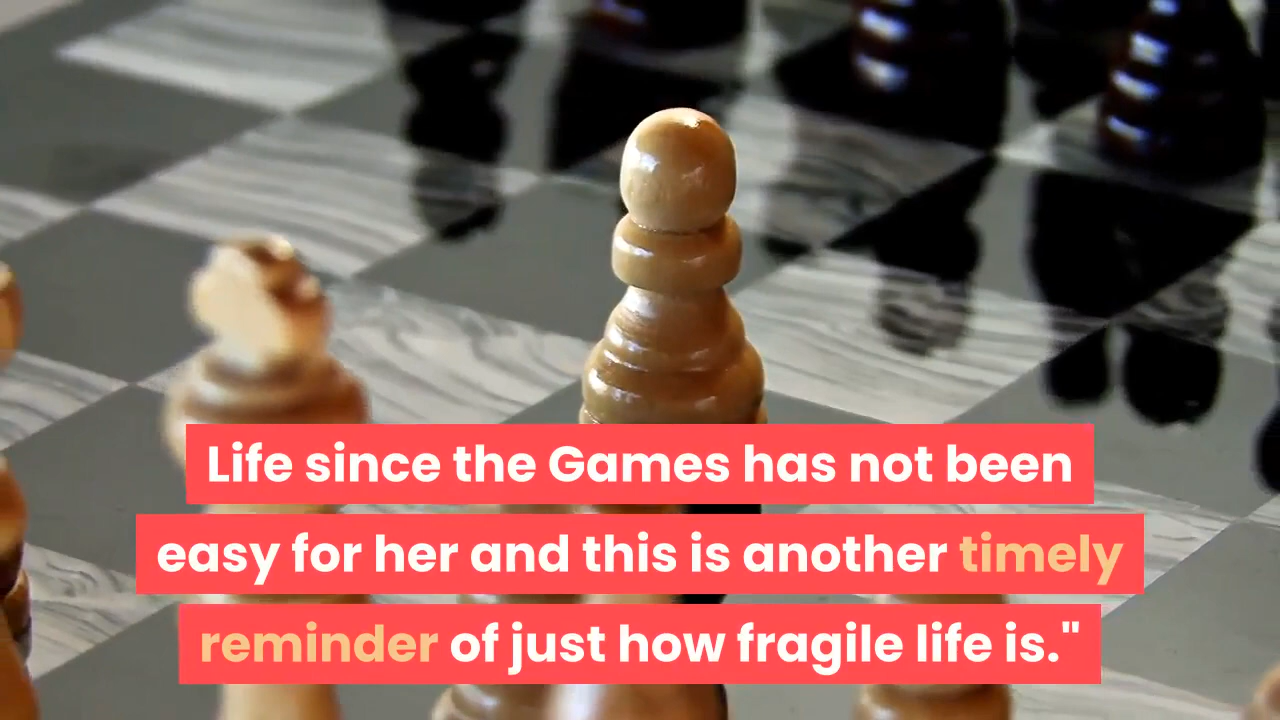 Life since the Games has not been
easy for her and this is another timely
reminder of just how fragile life is."